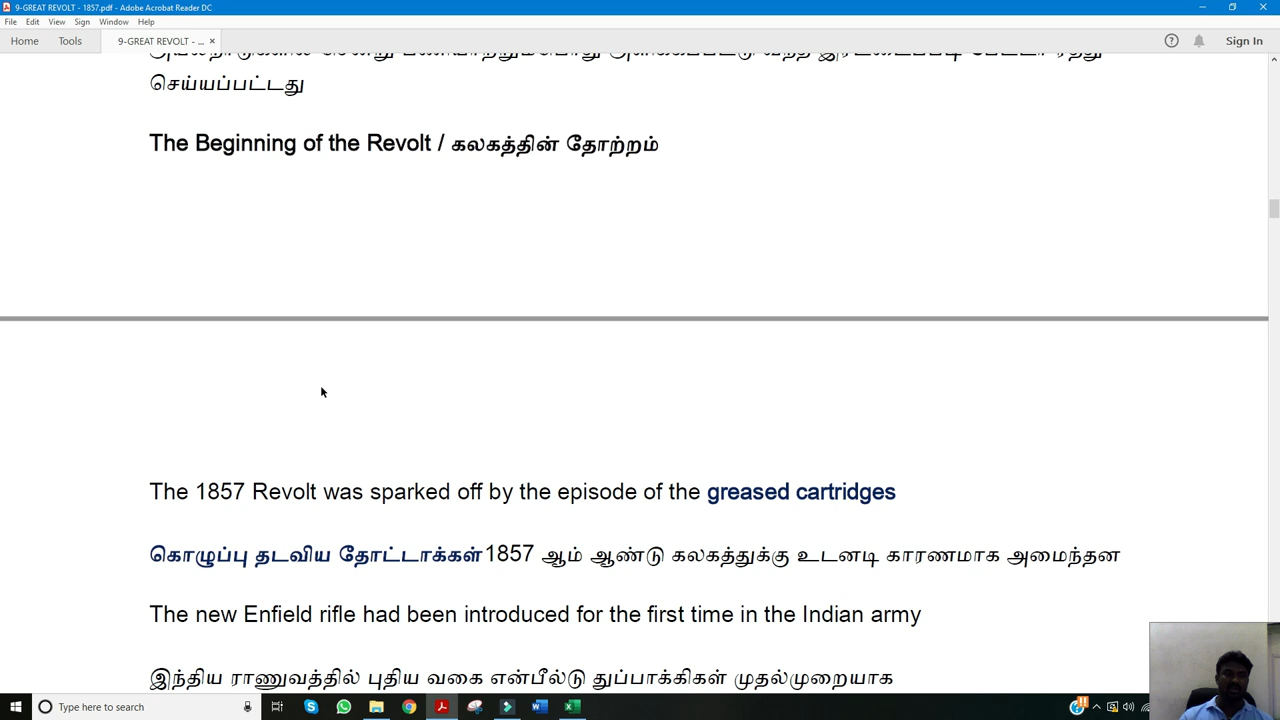 9-GREAT REVOLT - 1857.pdf - Adobe Acrobat Reader DC
File Edit View Sign Window Help
Home Tools 9-GREAT REVOLT - ... × Sign In
செய்யப்பட்டது
The Beginning of the Revolt / கலகத்தின் தோற்றம்
The 1857 Revolt was sparked off by the episode of the greased cartridges
கொழுப்பு தடவிய தோட்டாக்கள்1857 ஆம் ஆண்டு கலகத்துக்கு உடனடி காரணமாக அமைந்தன
The new Enfield rifle had been introduced for the first time in the Indian army
இந்திய ராணுவத்தில் புதிய வகை என்பீல்டு துப்பாக்கிகள் முதல்முறையாக
Type here to search